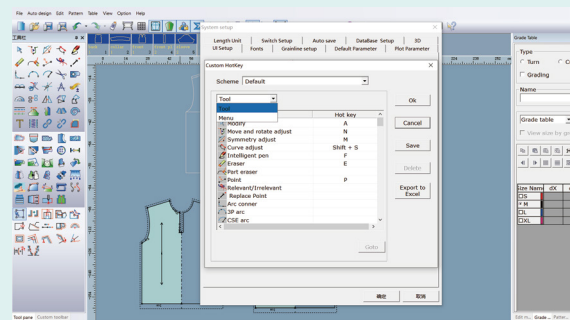 File Auto design Edit Pattern Table View Option Help
System setup
Length Unit Switch Setup Auto save DataBase Setup 3D
UI Setup Fonts Grainline setup Default Parameter Plot Parameter
Custom HotKey
Scheme Default
Tool
Tool
Menu
Hot key
Modify A
Move and rotate adjust N
Symmetry adjust M
Curve adjust Shift + S
Intelligent pen F
Eraser E
Part eraser
Point P
Relevant/Irrelevant
Replace Point
Arc conner
3P arc
CSE arc
Ok
Cancel
Save
Delete
Export to
Excel
Goto
确定 取消
Grade Table
Type
Turn
Grading
Name
Grade table
View size by
Size Name dX
S
* M
L
XL
Tool pane Custom toolbar
Edit m... Grade ... Patter...